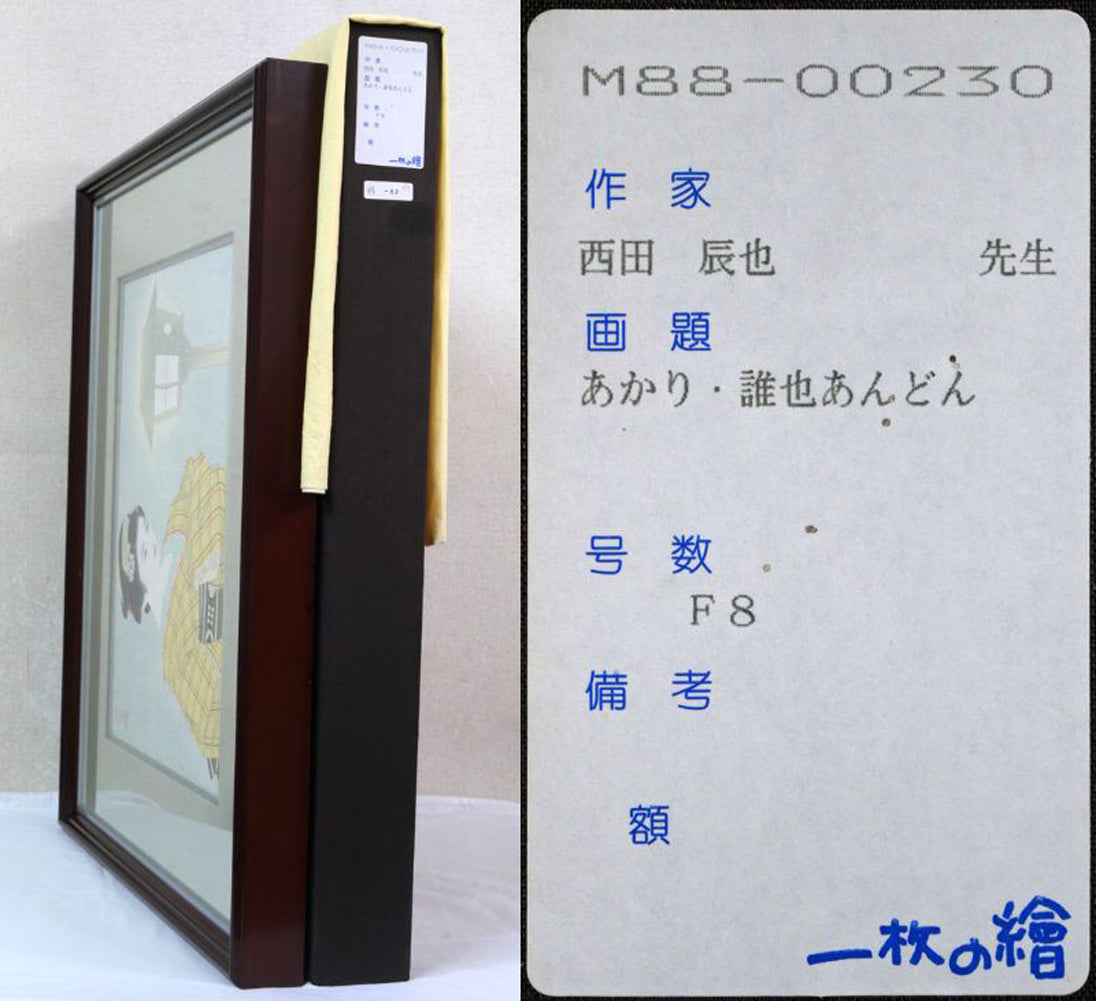 M88-00230
作家
西田 辰也 先生
画題
あかり・誰也あんどん
号数
F8
備考
額
一枚の繪